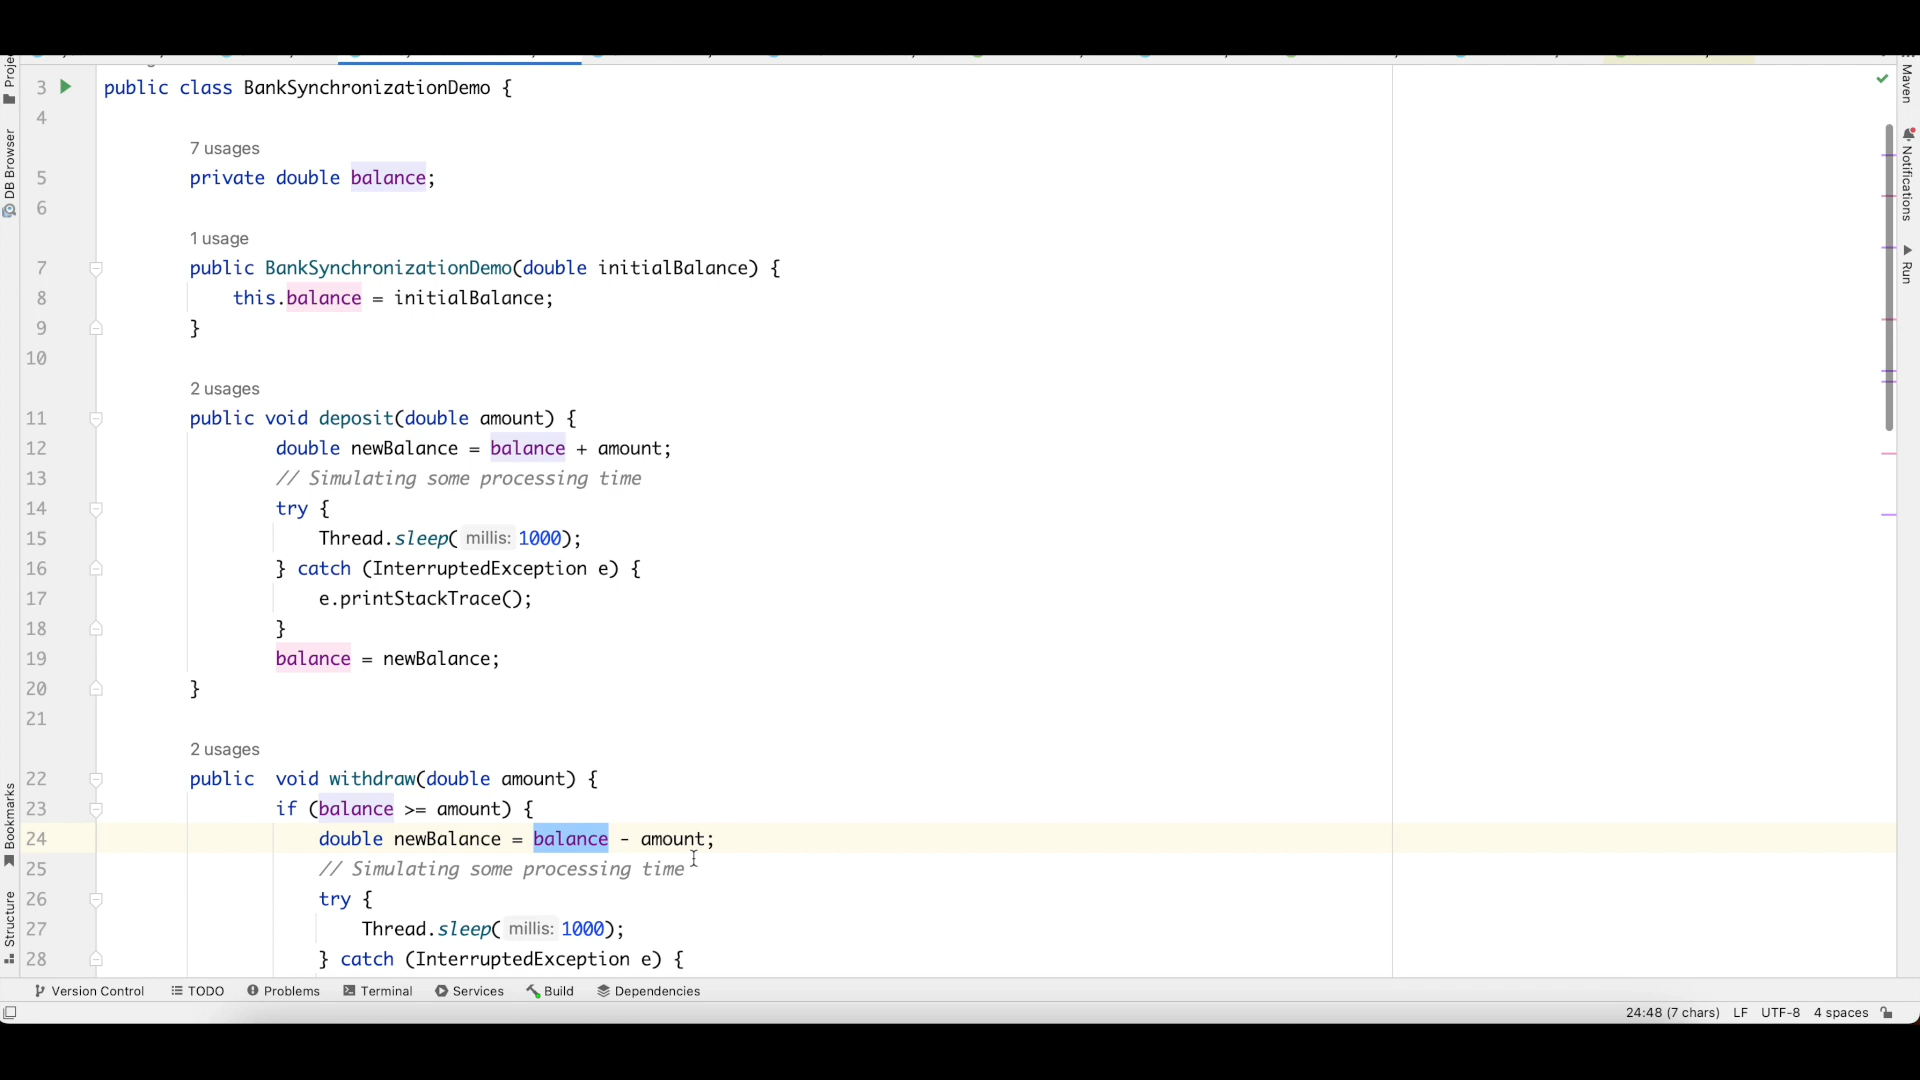 3 public class BankSynchronizationDemo {
4
7 usages
5 private double balance;
6
1 usage
7 public BankSynchronizationDemo(double initialBalance) {
8 this.balance = initialBalance;
9 }
10
2 usages
11 public void deposit(double amount) {
12 double newBalance = balance + amount;
13 // Simulating some processing time
14 try {
15 Thread.sleep( millis: 1000);
16 } catch (InterruptedException e) {
17 e.printStackTrace();
18 }
19 balance = newBalance;
20 }
21
2 usages
22 public  void withdraw(double amount) {
23 if (balance >= amount) {
24 double newBalance = balance - amount;
25 // Simulating some processing time
26 try {
27 Thread.sleep( millis: 1000);
28 } catch (InterruptedException e) {
DB Browser
Bookmarks
Structure
Maven
Notifications
Run
Version Control TODO Problems Terminal Services Build Dependencies
24:48 (7 chars) LF UTF-8 4 spaces